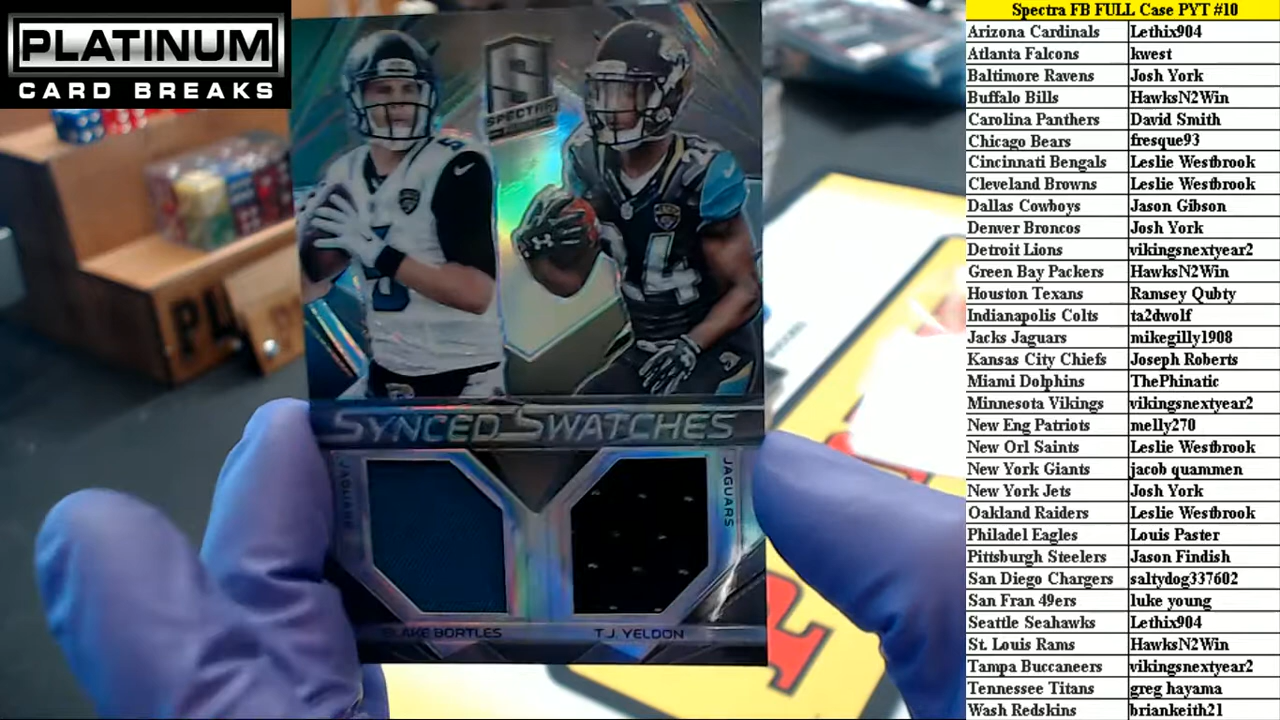 PLATINUM
CARD BREAKS
SPECTRA
5
24
SYNCED SWATCHES
JAGUARS
JAGUARS
BLAKE BORTLES
T.J. YELDON
Spectra FB FULL Case PYT #10
Arizona Cardinals Lethix904
Atlanta Falcons kwest
Baltimore Ravens Josh York
Buffalo Bills HawksN2Win
Carolina Panthers David Smith
Chicago Bears fresque93
Cincinnati Bengals Leslie Westbrook
Cleveland Browns Leslie Westbrook
Dallas Cowboys Jason Gibson
Denver Broncos Josh York
Detroit Lions vikingsnextyear2
Green Bay Packers HawksN2Win
Houston Texans Ramsey Qubty
Indianapolis Colts ta2dwolf
Jacks Jaguars mikegilly1908
Kansas City Chiefs Joseph Roberts
Miami Dolphins ThePhinatic
Minnesota Vikings vikingsnextyear2
New Eng Patriots melly270
New Orl Saints Leslie Westbrook
New York Giants jacob quammen
New York Jets Josh York
Oakland Raiders Leslie Westbrook
Philadel Eagles Louis Paster
Pittsburgh Steelers Jason Findish
San Diego Chargers saltydog337602
San Fran 49ers luke young
Seattle Seahawks Lethix904
St. Louis Rams HawksN2Win
Tampa Buccaneers vikingsnextyear2
Tennessee Titans greg hayama
Wash Redskins briankeith21